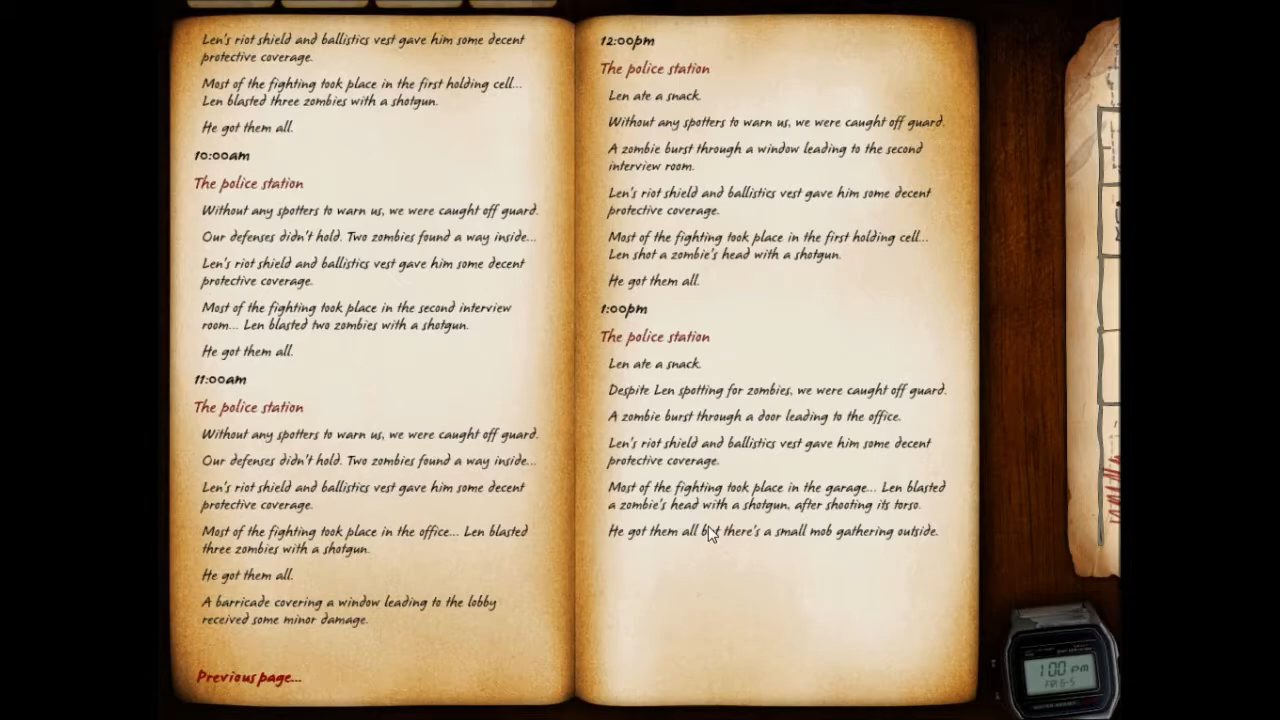 Len's riot shield and ballistics vest gave him some decent
protective coverage.
Most of the fighting took place in the first holding cell...
Len blasted three zombies with a shotgun.
He got them all.
10:00am
The police station
Without any spotters to warn us, we were caught off guard.
Our defenses didn't hold. Two zombies found a way inside...
Len's riot shield and ballistics vest gave him some decent
protective coverage.
Most of the fighting took place in the second interview
room... Len blasted two zombies with a shotgun.
He got them all.
11:00am
The police station
Without any spotters to warn us, we were caught off guard.
Our defenses didn't hold. Two zombies found a way inside...
Len's riot shield and ballistics vest gave him some decent
protective coverage.
Most of the fighting took place in the office... Len blasted
three zombies with a shotgun.
He got them all.
A barricade covering a window leading to the lobby
received some minor damage.
Previous page...
12:00pm
The police station
Len ate a snack.
Without any spotters to warn us, we were caught off guard.
A zombie burst through a window leading to the second
interview room.
Len's riot shield and ballistics vest gave him some decent
protective coverage.
Most of the fighting took place in the first holding cell...
Len shot a zombie's head with a shotgun.
He got them all.
1:00pm
The police station
Len ate a snack.
Despite Len spotting for zombies, we were caught off guard.
A zombie burst through a door leading to the office.
Len's riot shield and ballistics vest gave him some decent
protective coverage.
Most of the fighting took place in the garage... Len blasted
a zombie's head with a shotgun, after shooting its torso.
He got them all but there's a small mob gathering outside.
1:00 pm